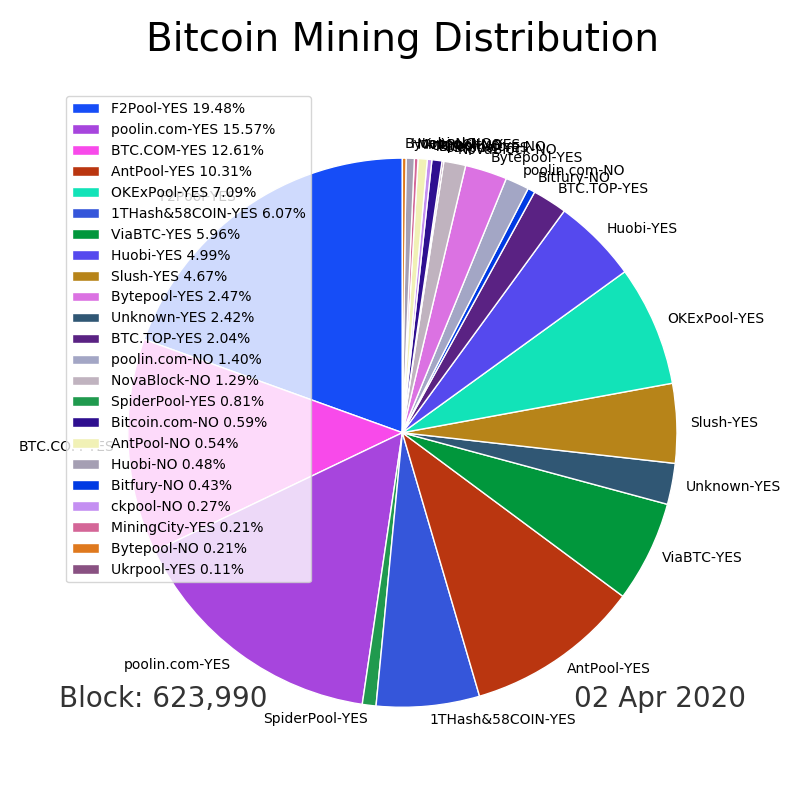 Bitcoin Mining Distribution
F2Pool-YES 19.48%
poolin.com-YES 15.57%
BTC.COM-YES 12.61%
AntPool-YES 10.31%
OKExPool-YES 7.09%
1THash&58COIN-YES 6.07%
ViaBTC-YES 5.96%
Huobi-YES 4.99%
Slush-YES 4.67%
Bytepool-YES 2.47%
Unknown-YES 2.42%
BTC.TOP-YES 2.04%
poolin.com-NO 1.40%
NovaBlock-NO 1.29%
SpiderPool-YES 0.81%
Bitcoin.com-NO 0.59%
AntPool-NO 0.54%
Huobi-NO 0.48%
Bitfury-NO 0.43%
ckpool-NO 0.27%
MiningCity-YES 0.21%
Bytepool-NO 0.21%
Ukrpool-YES 0.11%
F2Pool-YES
BTC.COM-YES
poolin.com-YES
SpiderPool-YES
1THash&58COIN-YES
AntPool-YES
ViaBTC-YES
Unknown-YES
Slush-YES
OKExPool-YES
Huobi-YES
BTC.TOP-YES
Bitfury-NO
poolin.com-NO
Bytepool-YES
Block: 623,990
02 Apr 2020